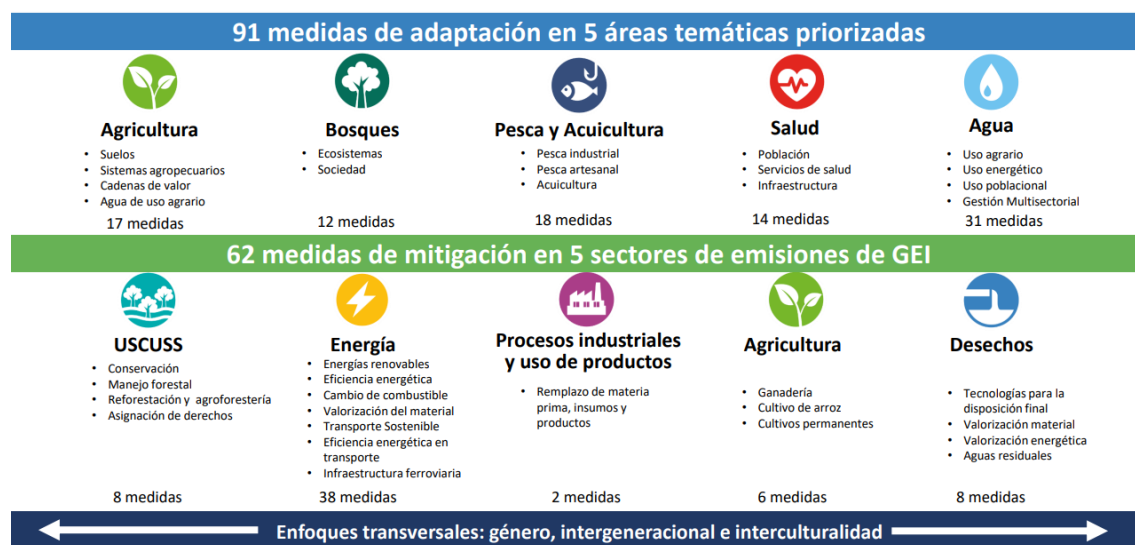 91 medidas de adaptación en 5 áreas temáticas priorizadas
Agricultura
• Suelos
• Sistemas agropecuarios
• Cadenas de valor
• Agua de uso agrario
17 medidas
Bosques
• Ecosistemas
• Sociedad
12 medidas
Pesca y Acuicultura
• Pesca industrial
• Pesca artesanal
• Acuicultura
18 medidas
Salud
• Población
• Servicios de salud
• Infraestructura
14 medidas
Agua
• Uso agrario
• Uso energético
• Uso poblacional
• Gestión Multisectorial
31 medidas
62 medidas de mitigación en 5 sectores de emisiones de GEI
USCUSS
• Conservación
• Manejo forestal
• Reforestación y agroforestería
• Asignación de derechos
8 medidas
Energía
• Energías renovables
• Eficiencia energética
• Cambio de combustible
• Valorización del material
• Transporte Sostenible
• Eficiencia energética en
transporte
• Infraestructura ferroviaria
38 medidas
Procesos industriales
y uso de productos
• Remplazo de materia
prima, insumos y
productos
2 medidas
Agricultura
• Ganadería
• Cultivo de arroz
• Cultivos permanentes
6 medidas
Desechos
• Tecnologías para la
disposición final
• Valorización material
• Valorización energética
• Aguas residuales
8 medidas
Enfoques transversales: género, intergeneracional e interculturalidad